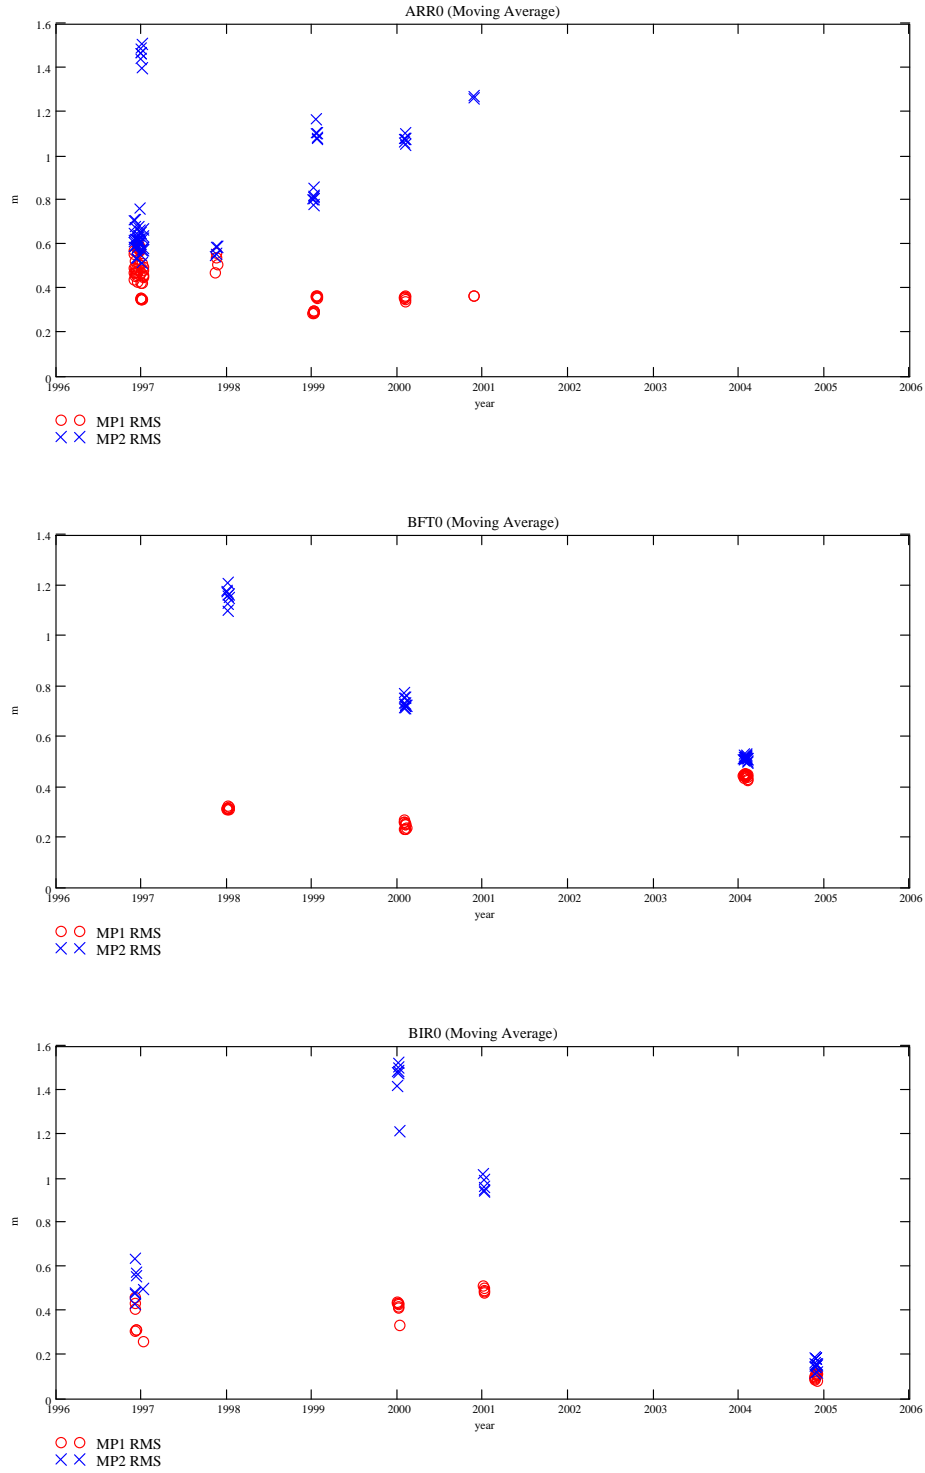 ARR0 (Moving Average)
1.6
1.4
1.2
1
0.8
0.6
0.4
0.2
0
m
1996 1997 1998 1999 2000 2001 2002 2003 2004 2005 2006
year
MP1 RMS
MP2 RMS
BFT0 (Moving Average)
1.4
1.2
1
0.8
0.6
0.4
0.2
0
m
1996 1997 1998 1999 2000 2001 2002 2003 2004 2005 2006
year
MP1 RMS
MP2 RMS
BIR0 (Moving Average)
1.6
1.4
1.2
1
0.8
0.6
0.4
0.2
0
m
1996 1997 1998 1999 2000 2001 2002 2003 2004 2005 2006
year
MP1 RMS
MP2 RMS